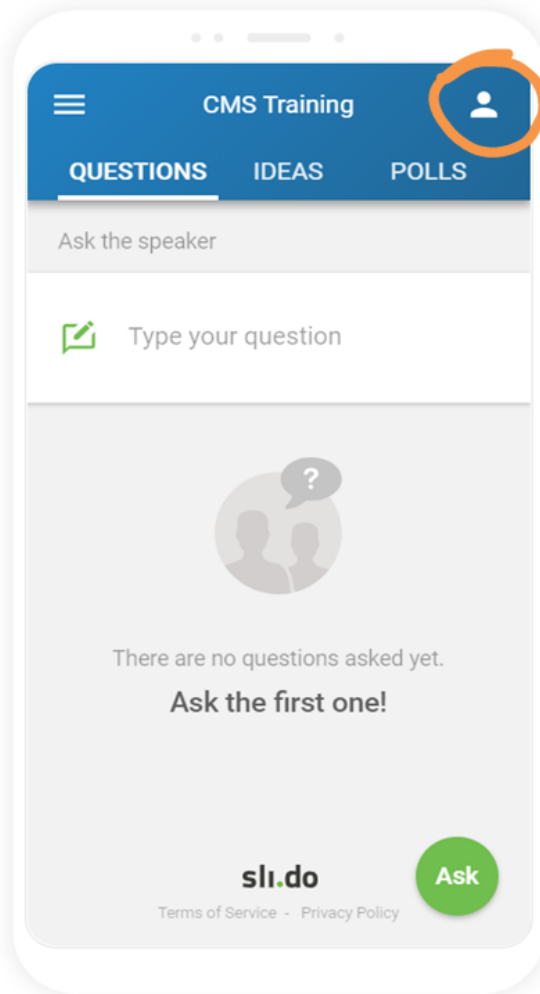 CMS Training
QUESTIONS IDEAS POLLS
Ask the speaker
Type your question
?
There are no questions asked yet.
Ask the first one!
sli.do
Ask
Terms of Service - Privacy Policy